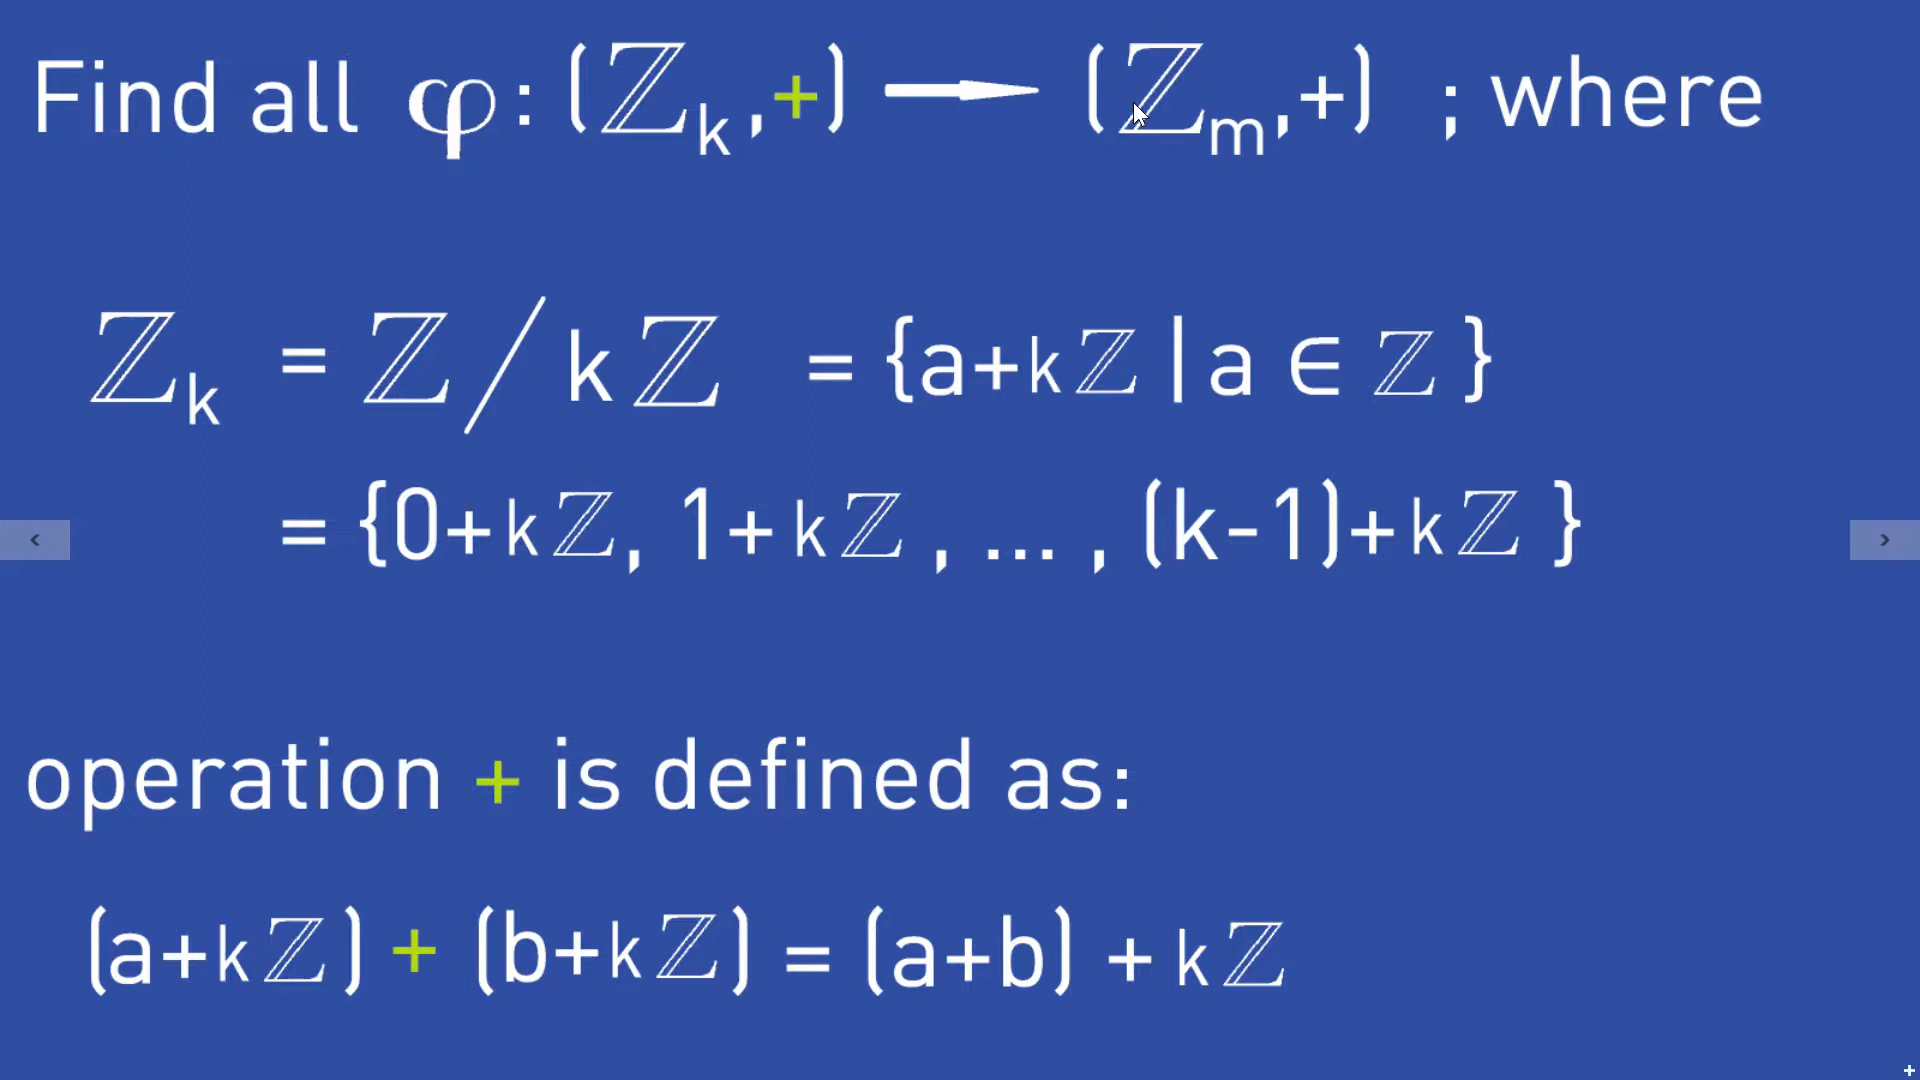 Find all φ: (ℤk,+) ⟶ (ℤm,+) ; where
ℤk = ℤ/kℤ = {a+kℤ | a ∈ ℤ}
= {0+kℤ, 1+kℤ, ... , (k-1)+kℤ}
operation + is defined as:
(a+kℤ) + (b+kℤ) = (a+b) + kℤ